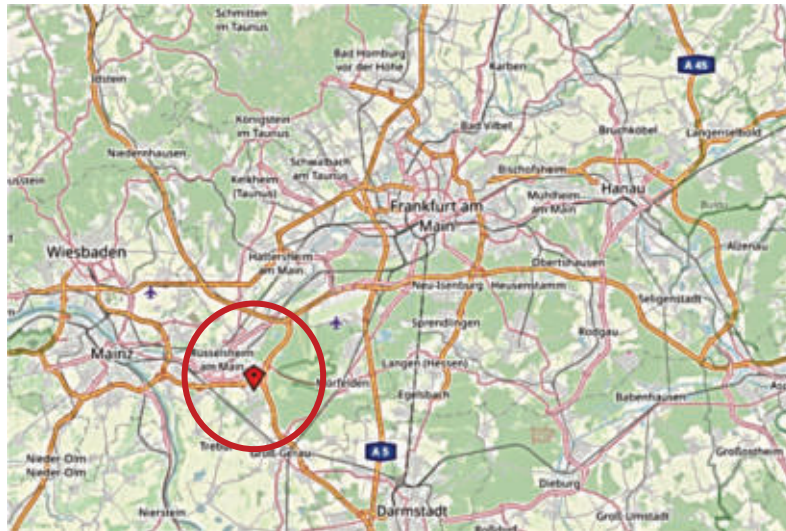 Schmitten
im Taunus
Bad Homburg
vor der Höhe
Karben
A 45
Idstein
Königstein
im Taunus
Bad Vilbel
Bruchköbel
Langenselbold
Niedernhausen
Schwalbach
am Taunus
Bischofsheim
Kelkheim
(Taunus)
Mühlheim
am Main
Hanau
Frankfurt am
Main
Wiesbaden
Hattersheim
am Main
Alzenau
Obertshausen
Neu-Isenburg
Heusenstamm
Seligenstadt
Sprendlingen
Rodgau
Mainz
Rüsselsheim
am Main
Langen (Hessen)
Mörfelden
Egelsbach
Babenhausen
Trebur
Groß-Gerau
A 5
Großostheim
Nieder-Olm
Nieder-Olm
Dieburg
Nierstein
Darmstadt
Groß-Umstadt
Roßdorf